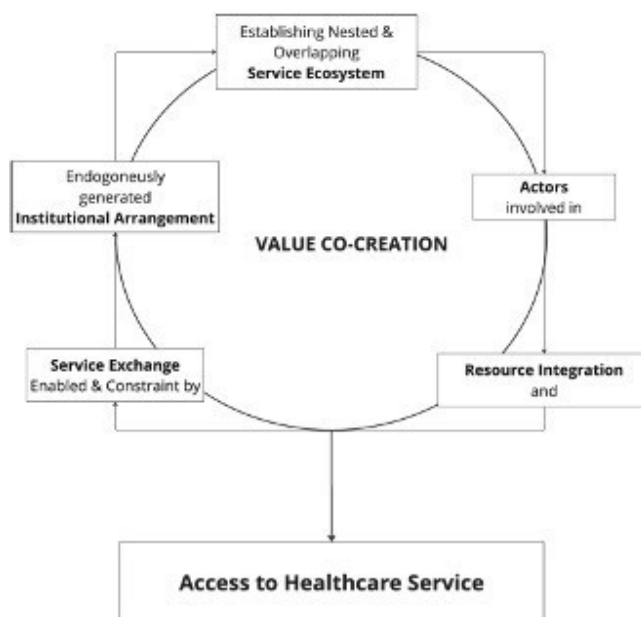 Establishing Nested &
Overlapping
Service Ecosystem
Endogoneusly
generated
Institutional Arrangement
Actors
involved in
VALUE CO-CREATION
Service Exchange
Enabled & Constraint by
Resource Integration
and
Access to Healthcare Service